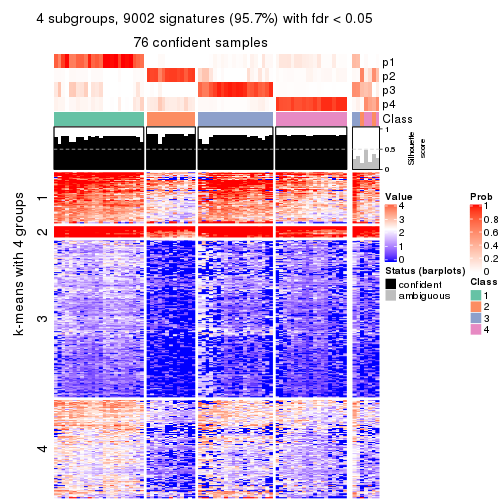 4 subgroups, 9002 signatures (95.7%) with fdr < 0.05
76 confident samples
p1
p2
p3
p4
Class
1
0.5
0
Silhouette
score
k-means with 4 groups
1
2
3
4
Value
4
3
2
1
0
Status (barplots)
confident
ambiguous
Prob
1
0.8
0.6
0.4
0.2
0
Class
1
2
3
4